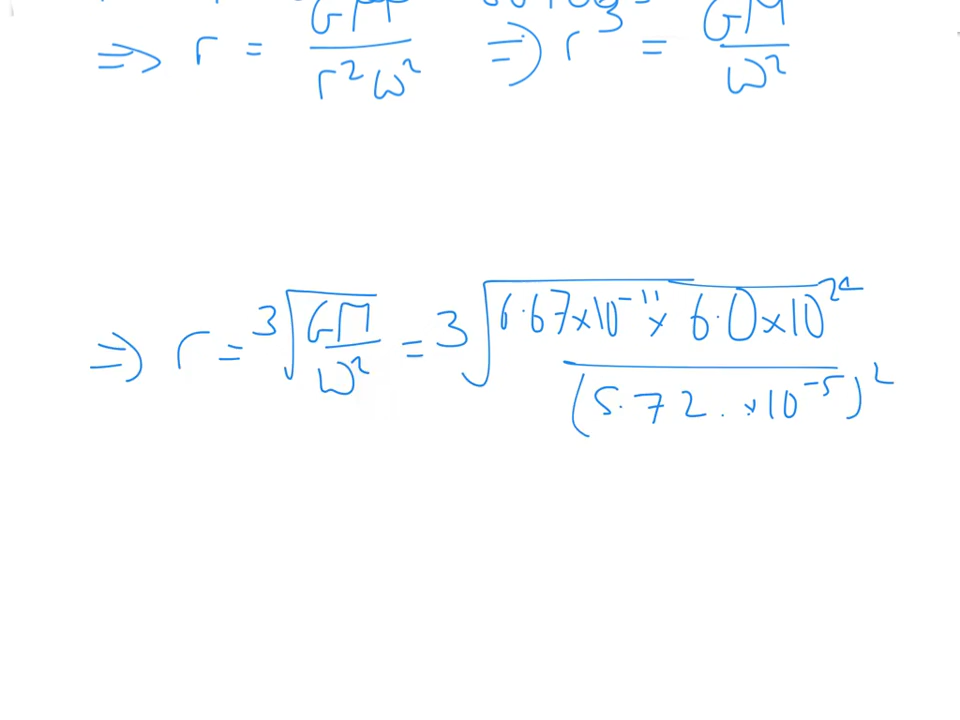 ⇒ r = GM / r²ω² ⇒ r³ = GM / ω²
⇒ r = ³√(GM / ω²) = ³√(6.67×10⁻¹¹ × 6.0×10²⁴ / (5.72.×10⁻⁵)²)